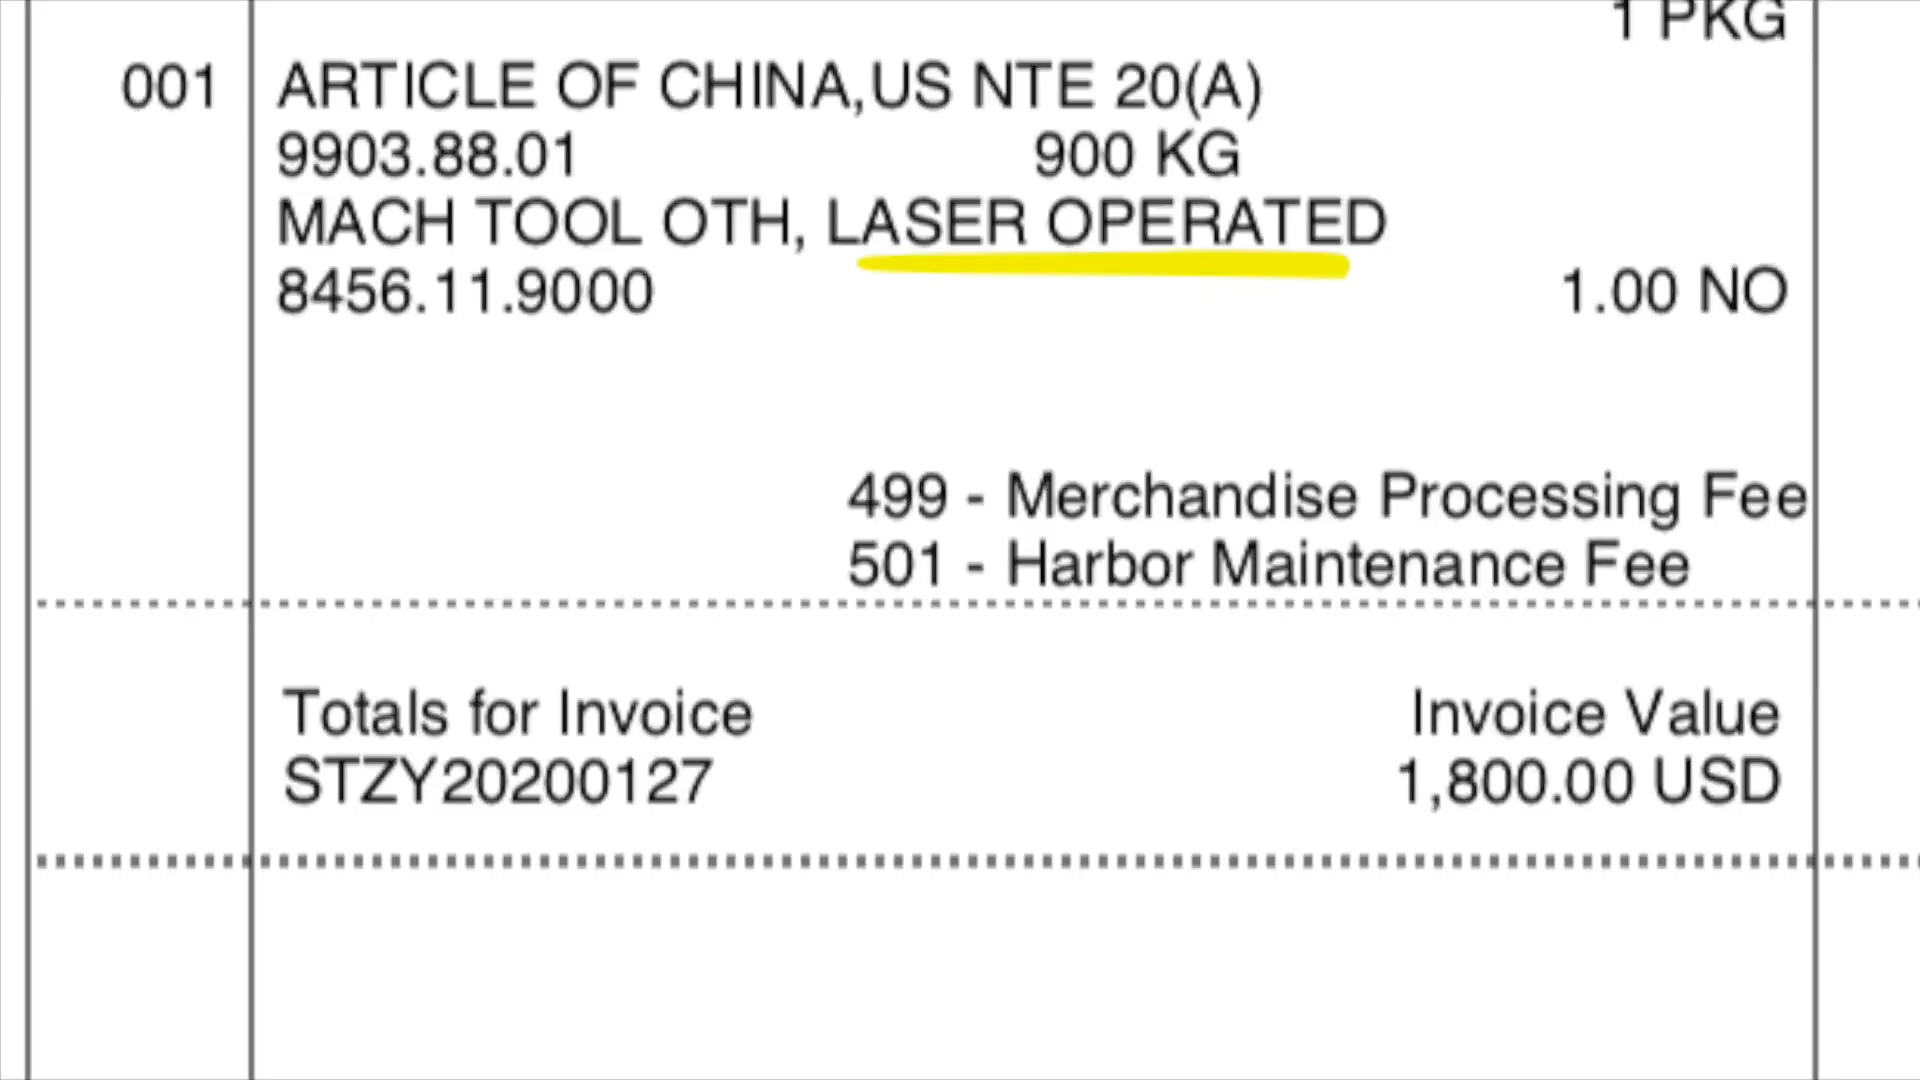 1 PKG
001 ARTICLE OF CHINA,US NTE 20(A)
9903.88.01 900 KG
MACH TOOL OTH, LASER OPERATED
8456.11.9000 1.00 NO
499 - Merchandise Processing Fee
501 - Harbor Maintenance Fee
Totals for Invoice Invoice Value
STZY20200127 1,800.00 USD